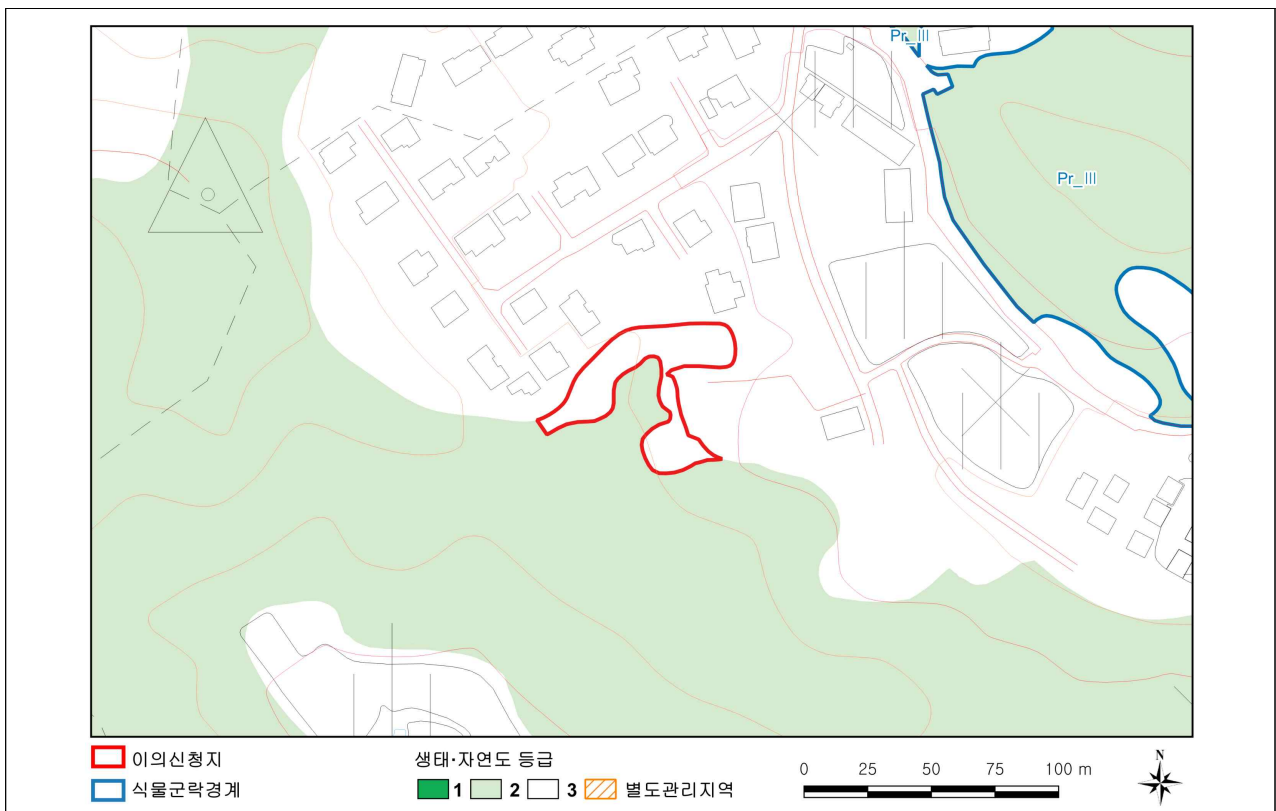 Pr_III
Pr_III
이의신청지
식물군락경계
생태·자연도 등급
1 2 3 별도관리지역
0 25 50 75 100 m
N